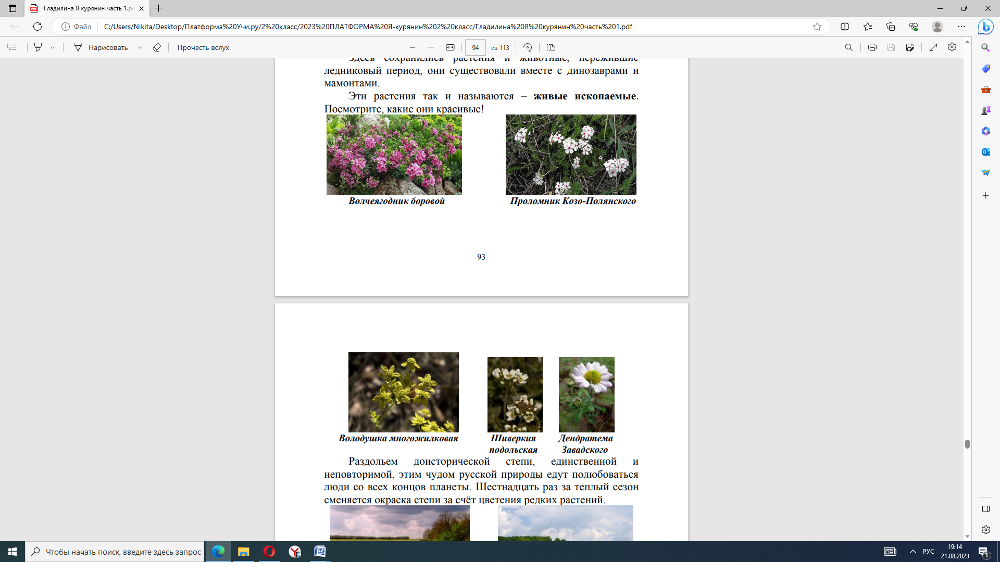 Гладилина Я курянин часть 1.pd
Файл
C:/Users/Nikita/Desktop/Платформа%20Учи.ру/2%20класс/2023%20ПЛАТФОРМА%20Я-курянин%202%20класс/Гладилина%20Я%20курянин%20часть%201.pdf
Нарисовать
Прочесть вслух
94 из 113
Здесь сохранились растения и животные, пережившие
ледниковый период, они существовали вместе с динозаврами и
мамонтами.
Эти растения так и называются – живые ископаемые.
Посмотрите, какие они красивые!
Волчеягодник боровой
Проломник Козо-Полянского
93
Володушка многожилковая
Шиверкия
подольская
Дендратема
Завадского
Раздольем доисторической степи, единственной и
неповторимой, этим чудом русской природы едут полюбоваться
люди со всех концов планеты. Шестнадцать раз за теплый сезон
сменяется окраска степи за счёт цветения редких растений.
Чтобы начать поиск, введите здесь запрос
РУС
19:14
21.08.2023
1